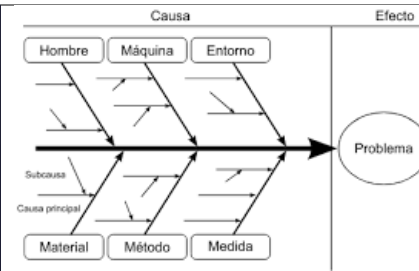 Causa
Efecto
Hombre
Máquina
Entorno
Problema
Subcausa
Causa principal
Material
Método
Medida